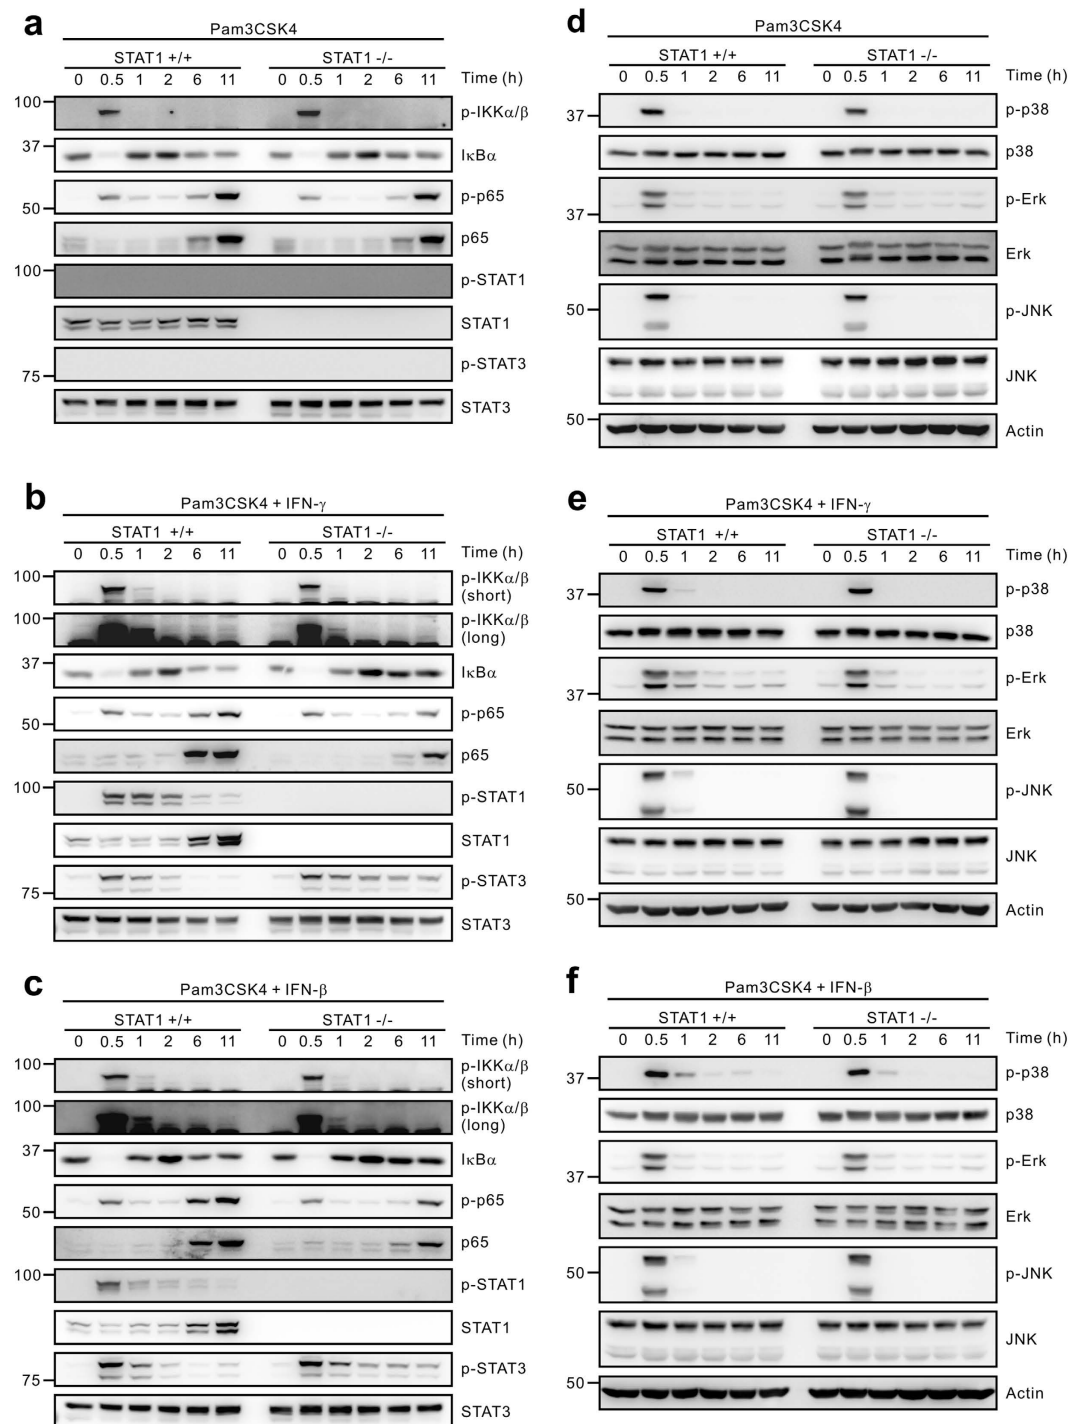 a
Pam3CSK4
STAT1 +/+ STAT1 -/-
0 0.5 1 2 6 11 0 0.5 1 2 6 11 Time (h)
100 p-IKKα/β
37 IκBα
p-p65
50
p65
100 p-STAT1
STAT1
p-STAT3
75
STAT3
b
Pam3CSK4 + IFN-γ
STAT1 +/+ STAT1 -/-
0 0.5 1 2 6 11 0 0.5 1 2 6 11 Time (h)
100 p-IKKα/β
(short)
100 p-IKKα/β
(long)
37 IκBα
p-p65
50
p65
100 p-STAT1
STAT1
p-STAT3
75
STAT3
c
Pam3CSK4 + IFN-β
STAT1 +/+ STAT1 -/-
0 0.5 1 2 6 11 0 0.5 1 2 6 11 Time (h)
100 p-IKKα/β
(short)
100 p-IKKα/β
(long)
37 IκBα
p-p65
50
p65
100 p-STAT1
STAT1
p-STAT3
75
STAT3
d
Pam3CSK4
STAT1 +/+ STAT1 -/-
0 0.5 1 2 6 11 0 0.5 1 2 6 11 Time (h)
37 p-p38
p38
p-Erk
37
Erk
50 p-JNK
JNK
50 Actin
e
Pam3CSK4 + IFN-γ
STAT1 +/+ STAT1 -/-
0 0.5 1 2 6 11 0 0.5 1 2 6 11 Time (h)
37 p-p38
p38
p-Erk
37
Erk
50 p-JNK
JNK
50 Actin
f
Pam3CSK4 + IFN-β
STAT1 +/+ STAT1 -/-
0 0.5 1 2 6 11 0 0.5 1 2 6 11 Time (h)
37 p-p38
p38
p-Erk
37
Erk
50 p-JNK
JNK
50 Actin